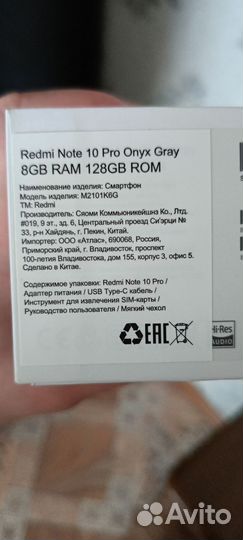 Redmi Note 10 Pro Onyx Gray
8GB RAM 128GB ROM
Наименование изделия: Смартфон
Модель изделия: M2101K6G
TM: Redmi
Производитель: Сяоми Коммюникейшнз Ко., Лтд.
#019, 9 эт., зд. 6, Центральный проезд Си'эрци №
33, р-н Хайдянь, г. Пекин, Китай.
Импортер: ООО «Атлас», 690068, Россия,
Приморский край, г. Владивосток, проспект
100-летия Владивостока, дом 155, корпус 3, офис 5.
Сделано в Китае.
Содержимое упаковки: Redmi Note 10 Pro /
Адаптер питания / USB Type-C кабель /
Инструмент для извлечения SIM-карты /
Руководство пользователя / Мягкий чехол
EAC
Hi-Res
AUDIO
Avito